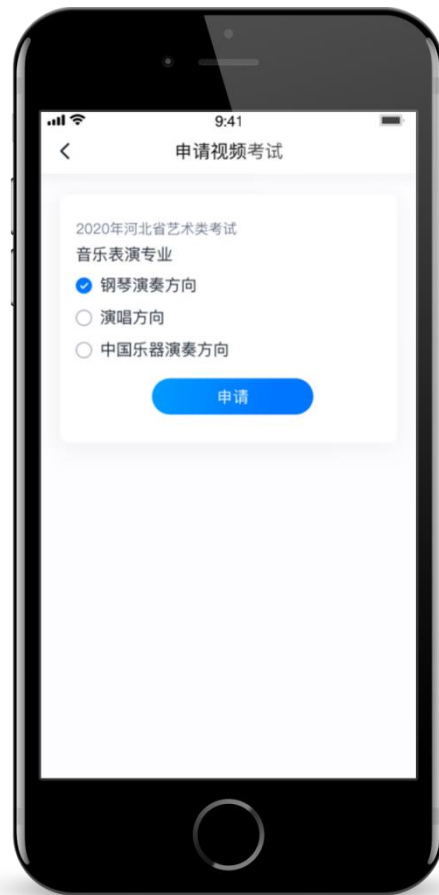 9:41
申请视频考试
2020年河北省艺术类考试
音乐表演专业
钢琴演奏方向
演唱方向
中国乐器演奏方向
申请